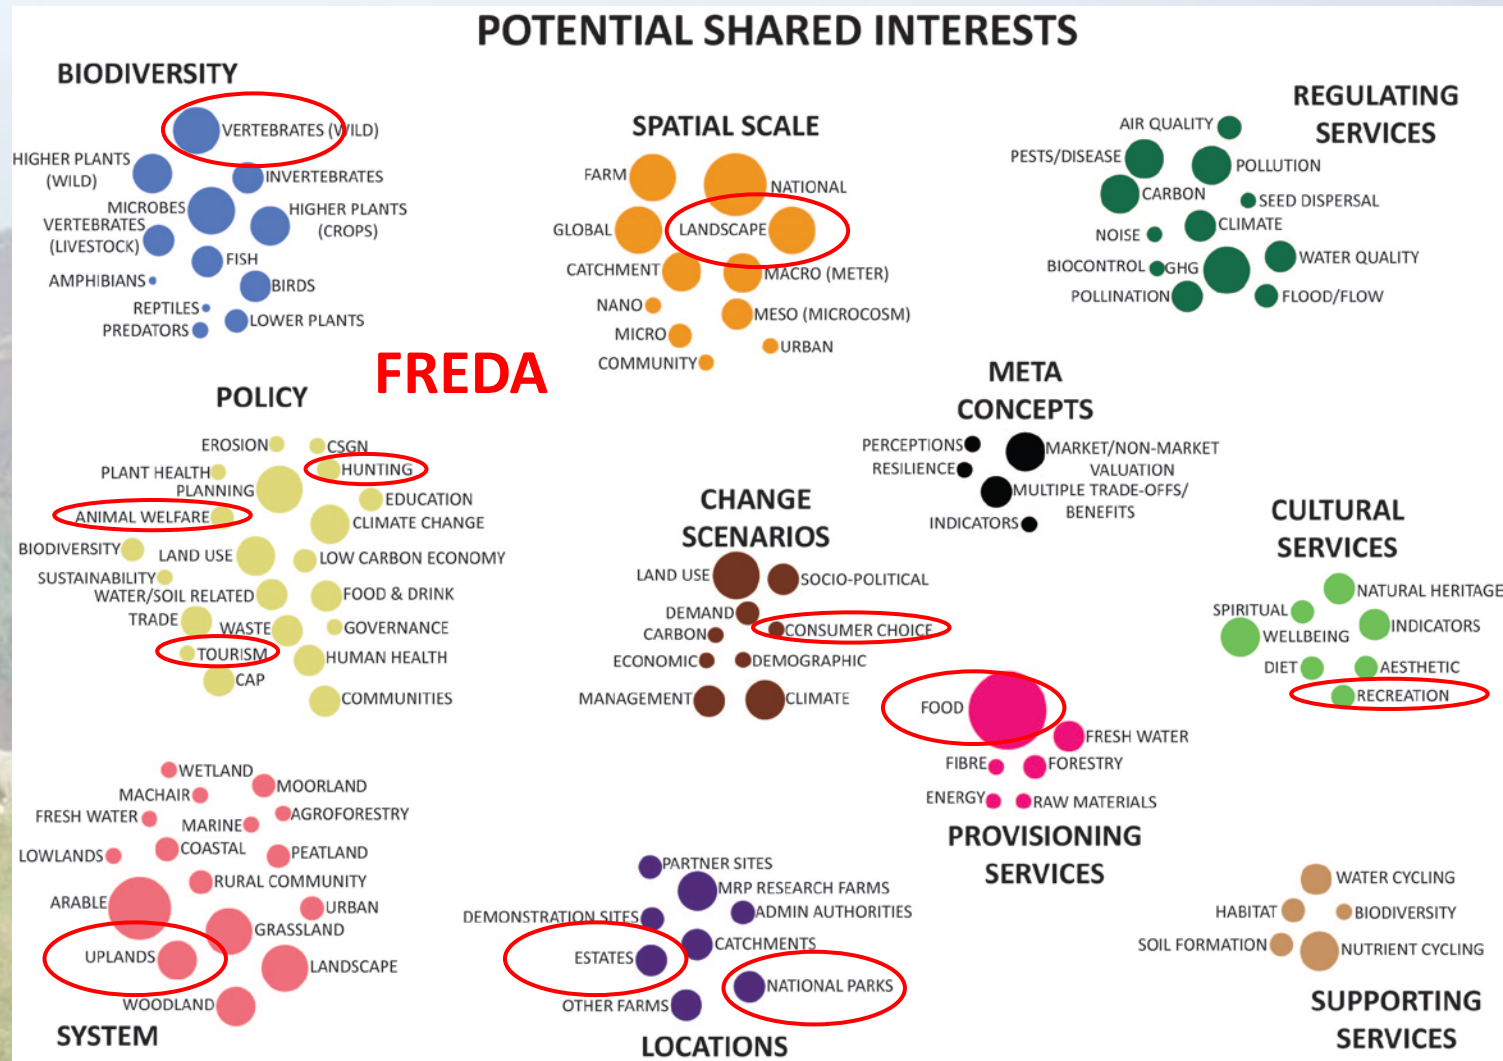 POTENTIAL SHARED INTERESTS
BIODIVERSITY
VERTEBRATES (WILD)
HIGHER PLANTS
(WILD)
INVERTEBRATES
MICROBES
HIGHER PLANTS
(CROPS)
VERTEBRATES
(LIVESTOCK)
FISH
AMPHIBIANS
BIRDS
REPTILES
LOWER PLANTS
PREDATORS
SPATIAL SCALE
FARM
NATIONAL
GLOBAL
LANDSCAPE
CATCHMENT
MACRO (METER)
NANO
MESO (MICROCOSM)
MICRO
URBAN
COMMUNITY
REGULATING
SERVICES
AIR QUALITY
PESTS/DISEASE
POLLUTION
CARBON
SEED DISPERSAL
CLIMATE
NOISE
WATER QUALITY
BIOCONTROL
GHG
POLLINATION
FLOOD/FLOW
FREDA
POLICY
EROSION
CSGN
PLANT HEALTH
HUNTING
PLANNING
EDUCATION
ANIMAL WELFARE
CLIMATE CHANGE
BIODIVERSITY
LAND USE
LOW CARBON ECONOMY
SUSTAINABILITY
WATER/SOIL RELATED
FOOD & DRINK
TRADE
WASTE
GOVERNANCE
TOURISM
HUMAN HEALTH
CAP
COMMUNITIES
META
CONCEPTS
PERCEPTIONS
MARKET/NON-MARKET
VALUATION
RESILIENCE
MULTIPLE TRADE-OFFS/
BENEFITS
INDICATORS
CHANGE
SCENARIOS
LAND USE
SOCIO-POLITICAL
DEMAND
CARBON
CONSUMER CHOICE
ECONOMIC
DEMOGRAPHIC
MANAGEMENT
CLIMATE
CULTURAL
SERVICES
NATURAL HERITAGE
SPIRITUAL
WELLBEING
INDICATORS
DIET
AESTHETIC
RECREATION
FOOD
FRESH WATER
FIBRE
FORESTRY
ENERGY
RAW MATERIALS
PROVISIONING
SERVICES
WETLAND
MOORLAND
MACHAIR
FRESH WATER
AGROFORESTRY
MARINE
LOWLANDS
COASTAL
PEATLAND
RURAL COMMUNITY
ARABLE
URBAN
GRASSLAND
UPLANDS
LANDSCAPE
WOODLAND
SYSTEM
PARTNER SITES
MRP RESEARCH FARMS
DEMONSTRATION SITES
ADMIN AUTHORITIES
CATCHMENTS
ESTATES
NATIONAL PARKS
OTHER FARMS
LOCATIONS
WATER CYCLING
HABITAT
BIODIVERSITY
SOIL FORMATION
NUTRIENT CYCLING
SUPPORTING
SERVICES